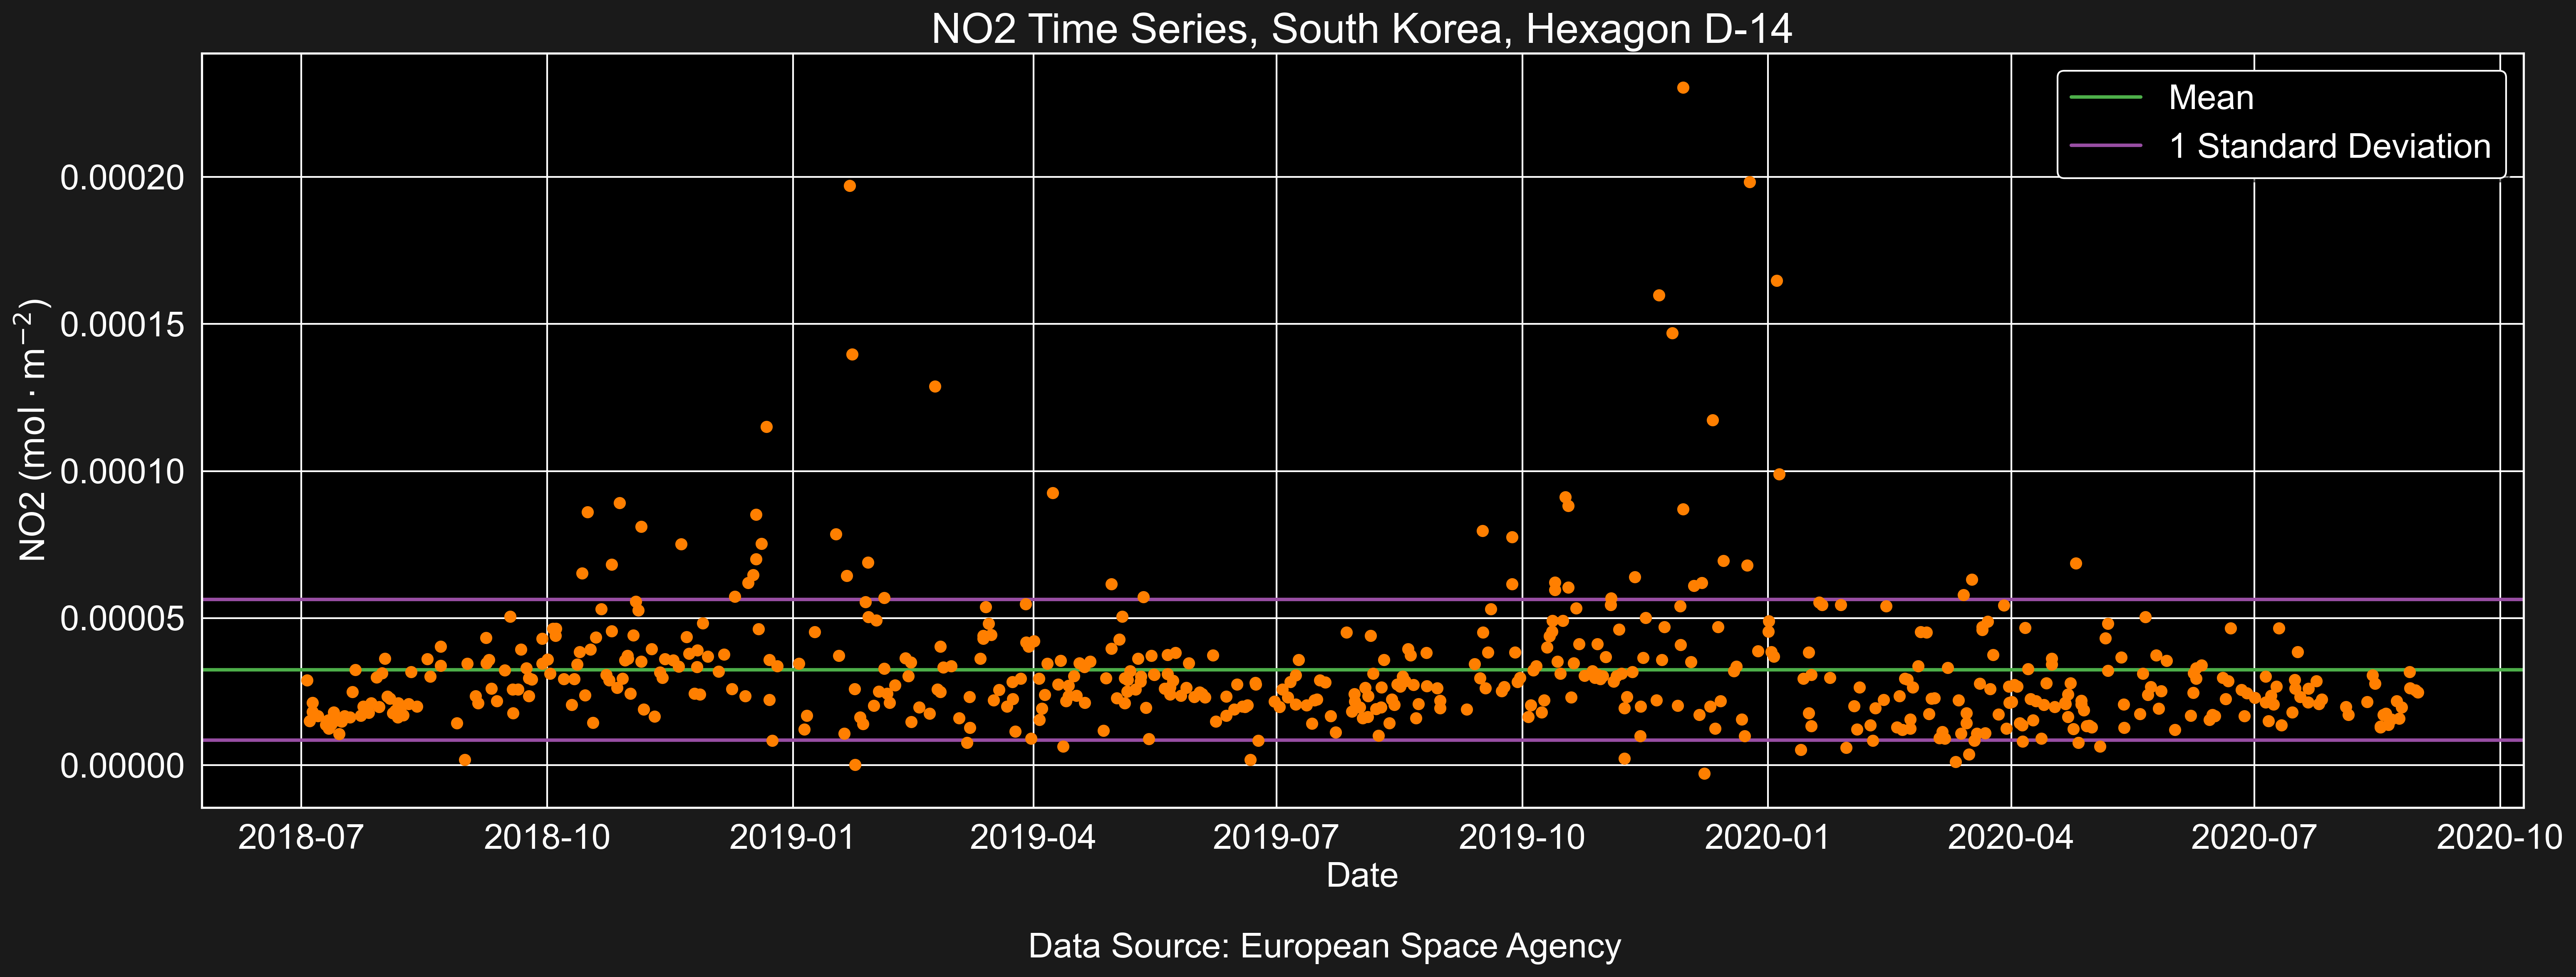 NO2 Time Series, South Korea, Hexagon D-14
Mean
1 Standard Deviation
NO2 (mol · m⁻²)
0.00020
0.00015
0.00010
0.00005
0.00000
2018-07 2018-10 2019-01 2019-04 2019-07 2019-10 2020-01 2020-04 2020-07 2020-10
Date
Data Source: European Space Agency